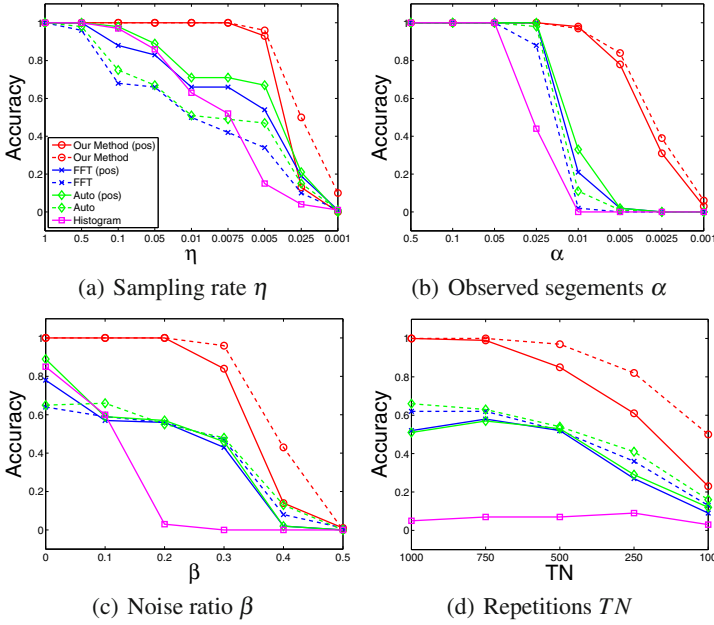 Accuracy
1
0.8
0.6
0.4
0.2
0
Our Method (pos)
Our Method
FFT (pos)
FFT
Auto (pos)
Auto
Histogram
1 0.5 0.1 0.05 0.01 0.0075 0.005 0.0025 0.001
η
(a) Sampling rate η
Accuracy
1
0.8
0.6
0.4
0.2
0
0.5 0.1 0.05 0.025 0.01 0.005 0.0025 0.001
α
(b) Observed segements α
Accuracy
1
0.8
0.6
0.4
0.2
0
0 0.1 0.2 0.3 0.4 0.5
β
(c) Noise ratio β
Accuracy
1
0.8
0.6
0.4
0.2
0
1000 750 500 250 100
TN
(d) Repetitions TN